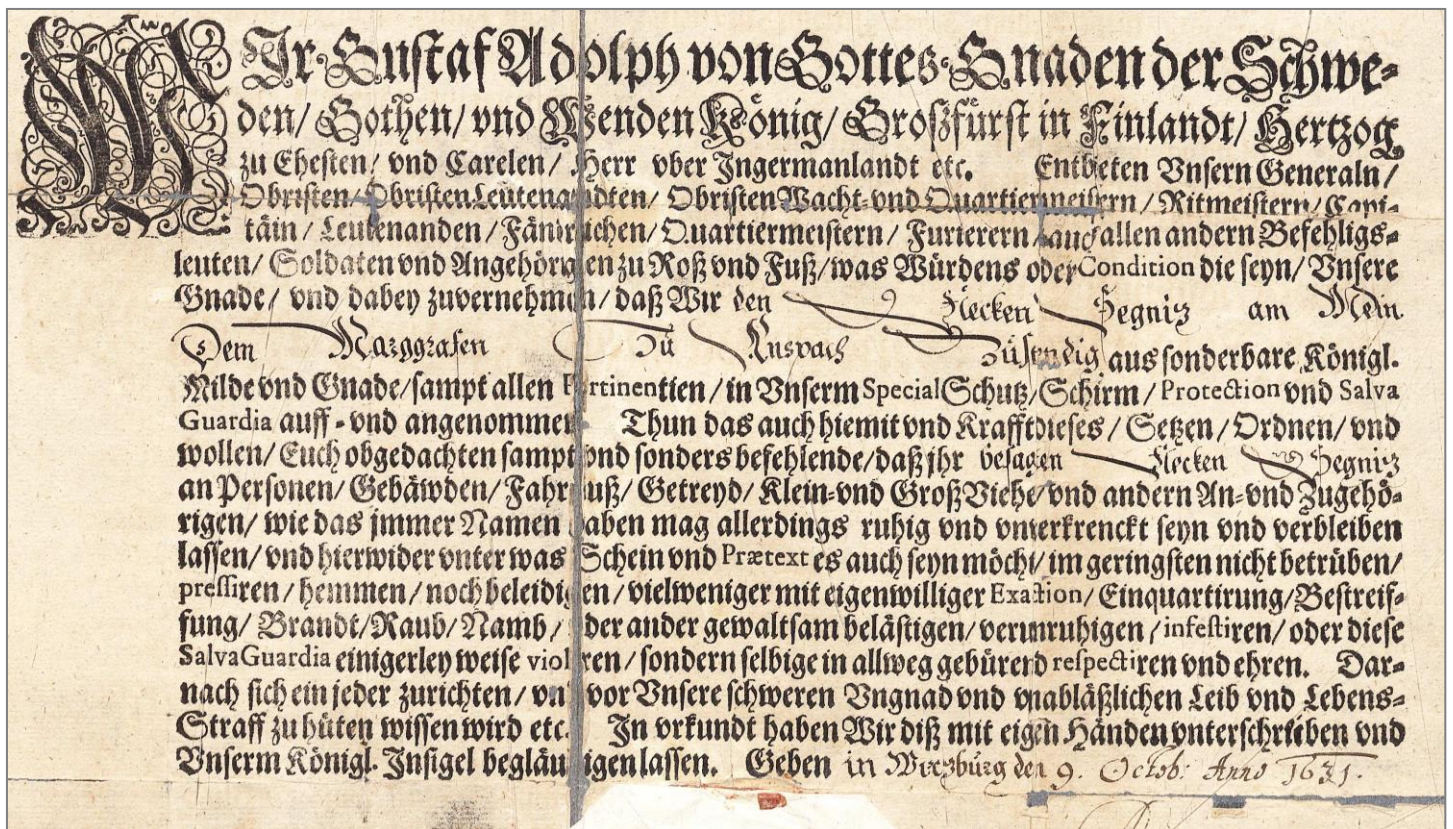 WIr Gustaf Adolph von Gottes Gnaden der Schwe-
den/ Gothen/ vnd Wenden König/ Großfürst in Finlandt/ Hertzog
zu Ehesten/ vnd Carelen/ Herr vber Ingermanlandt etc. Entbieten Vnsern Generaln/
Obristen/ Obristen Leutenandten/ Obristen Wacht- vnd Quartiermeistern/ Ritmeistern/ Capi-
täin/ Leutenanden/ Fändrichen/ Quartiermeistern/ Furierern/ auch allen andern Befehligs-
leuten/ Soldaten vnd Angehörigen zu Roß vnd Fuß/ was Würdens oder Condition die seyn/ Vnsere
Gnade/ vnd dabey zuvernehmen/ daß Wir den Flecken Segnitz am Mein
Dem Marggrafen Zu Anspach zustendig aus sonderbare Königl.
Milde vnd Gnade/ sampt allen Pertinentien/ in Vnserm Special Schutz/ Schirm/ Protection vnd Salva
Guardia auff- vnd angenommen Thun das auch hiemit vnd Krafft dieses/ Setzen/ Ordnen/ vnd
wollen/ Euch obgedachten sampt vnd sonders befehlende/ daß jhr besagten Flecken Segnitz
an Personen/ Gebäwden/ Fahrnuß/ Getreyd/ Klein- vnd Groß Viehe/ vnd andern An- vnd Zugehö-
rigen/ wie das jmmer Namen haben mag allerdings ruhig vnd vnterkrenckt seyn vnd verbleiben
lassen/ vnd hierwider vnter was Schein vnd Prætext es auch seyn möcht/ im geringsten nicht betrüben/
pressiren/ hemmen/ noch beleidigen/ vielweniger mit eigenwilliger Exaction/ Einquartirung/ Bestreif-
fung/ Brandt/ Raub/ Namb/ oder ander gewaltsam belästigen/ verunruhigen/ infestiren/ oder diese
Salva Guardia einigerley weise violiren/ sondern selbige in allweg gebürend respectiren vnd ehren. Dar-
nach sich ein jeder zurichten/ vnd vor Vnsere schweren Vngnad vnd vnabläßlichen Leib vnd Lebens-
Straff zu hüten wissen wird etc. In vrkundt haben Wir diß mit eigen Händen vnterschrieben vnd
Vnserm Königl. Insigel begläubigen lassen. Geben in Wirzburg den 9. Octob: Anno 1631.